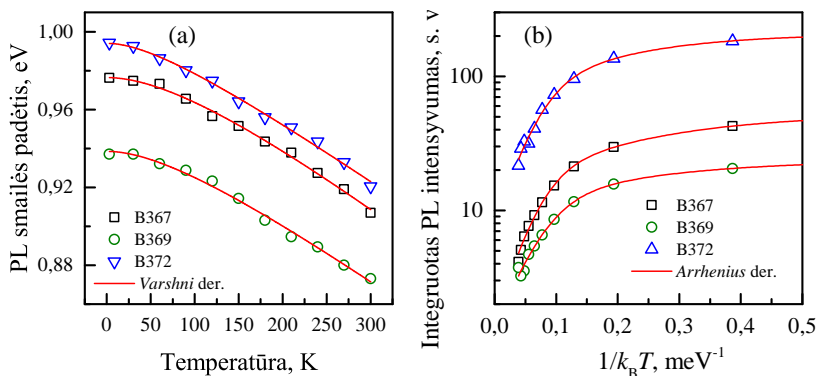 PL smailės padėtis, eV
1.00
0.96
0.92
0.88
(a)
B367
B369
B372
Varshni der.
0 50 100 150 200 250 300
Temperatūra, K
Integruotas PL intensyvumas, s. v
100
10
(b)
B367
B369
B372
Arrhenius der.
0,0 0,1 0,2 0,3 0,4 0,5
1/k_BT, meV⁻¹